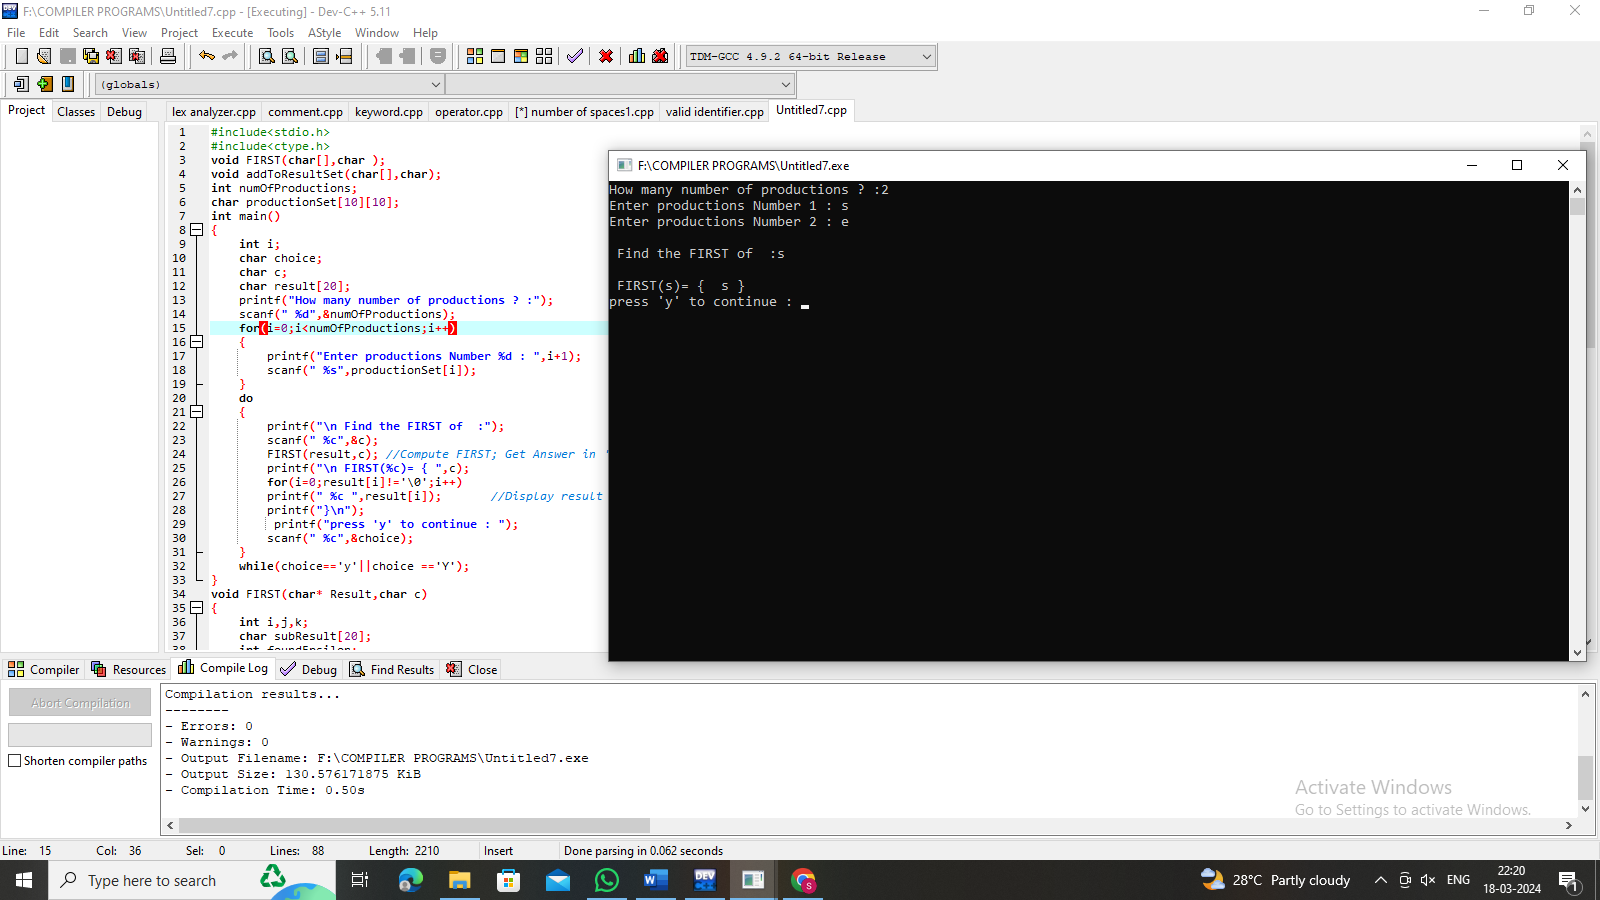 F:\COMPILER PROGRAMS\Untitled7.cpp - [Executing] - Dev-C++ 5.11
File Edit Search View Project Execute Tools AStyle Window Help
TDM-GCC 4.9.2 64-bit Release
(globals)
Project Classes Debug
lex analyzer.cpp comment.cpp keyword.cpp operator.cpp [*] number of spaces1.cpp valid identifier.cpp Untitled7.cpp
1 #include<stdio.h>
2 #include<ctype.h>
3 void FIRST(char[],char );
4 void addToResultSet(char[],char);
5 int numOfProductions;
6 char productionSet[10][10];
7 int main()
8 {
9 int i;
10 char choice;
11 char c;
12 char result[20];
13 printf("How many number of productions ? :");
14 scanf(" %d",&numOfProductions);
15 for(i=0;i<numOfProductions;i++)
16 {
17 printf("Enter productions Number %d : ",i+1);
18 scanf(" %s",productionSet[i]);
19 }
20 do
21 {
22 printf("\n Find the FIRST of  :");
23 scanf(" %c",&c);
24 FIRST(result,c); //Compute FIRST; Get Answer in '
25 printf("\n FIRST(%c)= { ",c);
26 for(i=0;result[i]!='\0';i++)
27 printf(" %c ",result[i]); //Display result
28 printf("}\n");
29 printf("press 'y' to continue : ");
30 scanf(" %c",&choice);
31 }
32 while(choice=='y'||choice =='Y');
33 }
34 void FIRST(char* Result,char c)
35 {
36 int i,j,k;
37 char subResult[20];
38 int foundEpsilon;
F:\COMPILER PROGRAMS\Untitled7.exe
How many number of productions ? :2
Enter productions Number 1 : s
Enter productions Number 2 : e
Find the FIRST of  :s
FIRST(s)= {  s }
press 'y' to continue : 
Compiler Resources Compile Log Debug Find Results Close
Abort Compilation
Shorten compiler paths
Compilation results...
--------
- Errors: 0
- Warnings: 0
- Output Filename: F:\COMPILER PROGRAMS\Untitled7.exe
- Output Size: 130.576171875 KiB
- Compilation Time: 0.50s
Activate Windows
Go to Settings to activate Windows.
Line: 15 Col: 36 Sel: 0 Lines: 88 Length: 2210 Insert Done parsing in 0.062 seconds
Type here to search
28°C Partly cloudy
ENG
22:20
18-03-2024
1